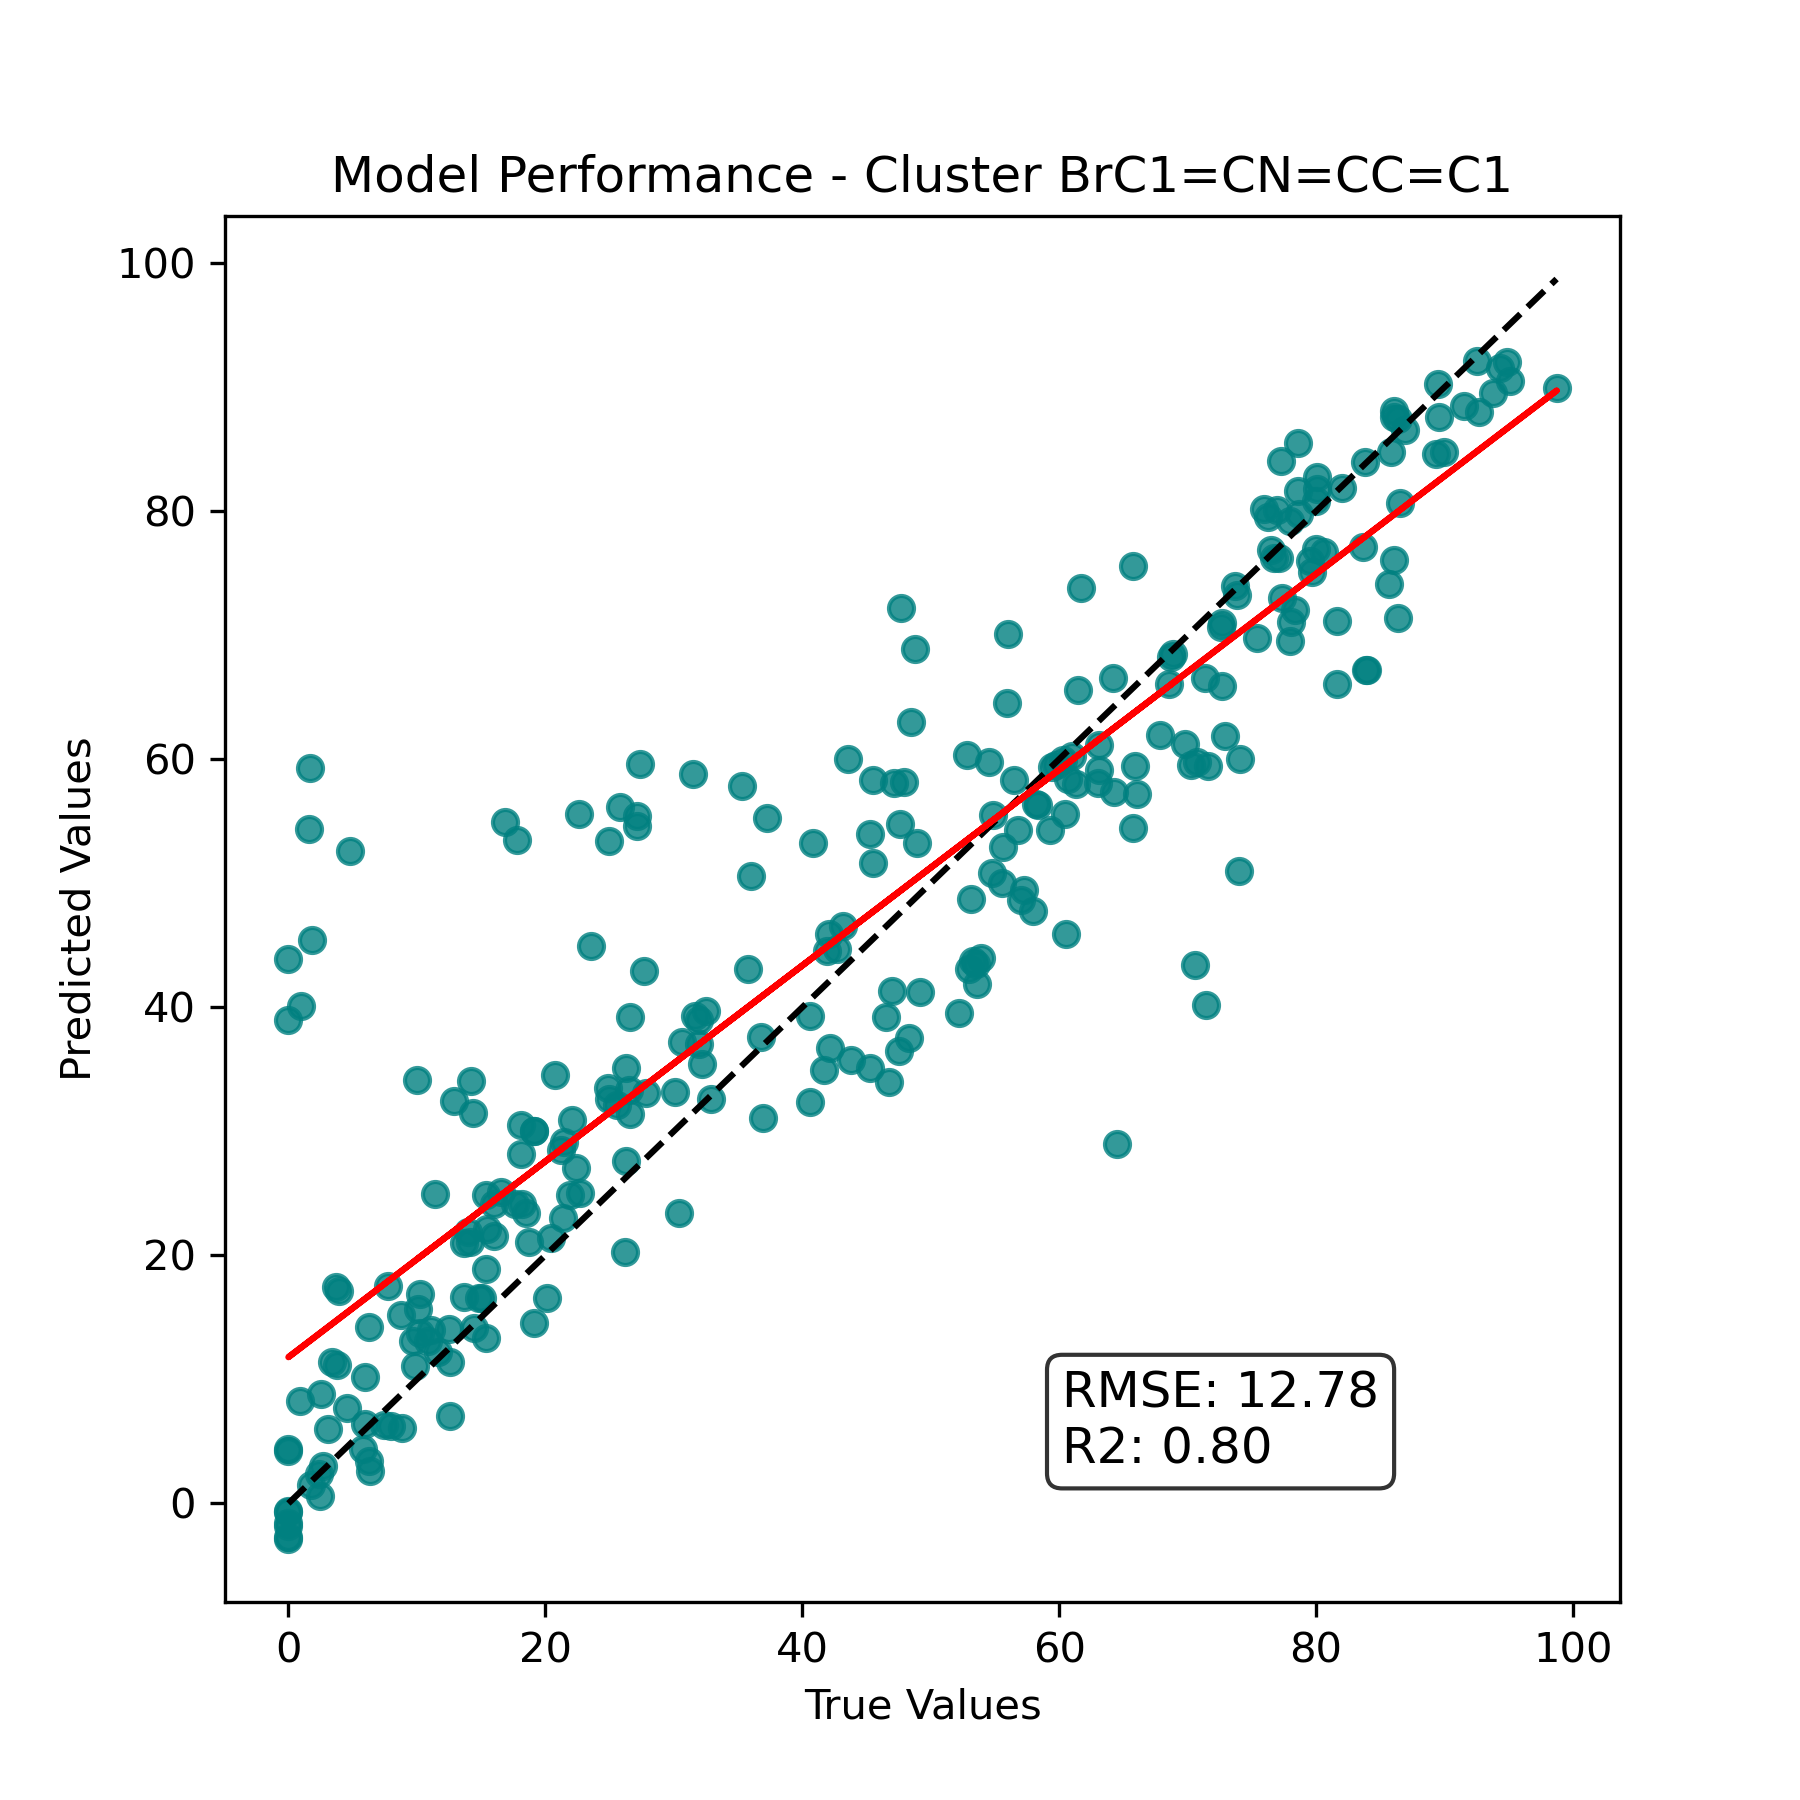 Model Performance - Cluster BrC1=CN=CC=C1
100
80
60
40
20
0
Predicted Values
RMSE: 12.78
R2: 0.80
0 20 40 60 80 100
True Values